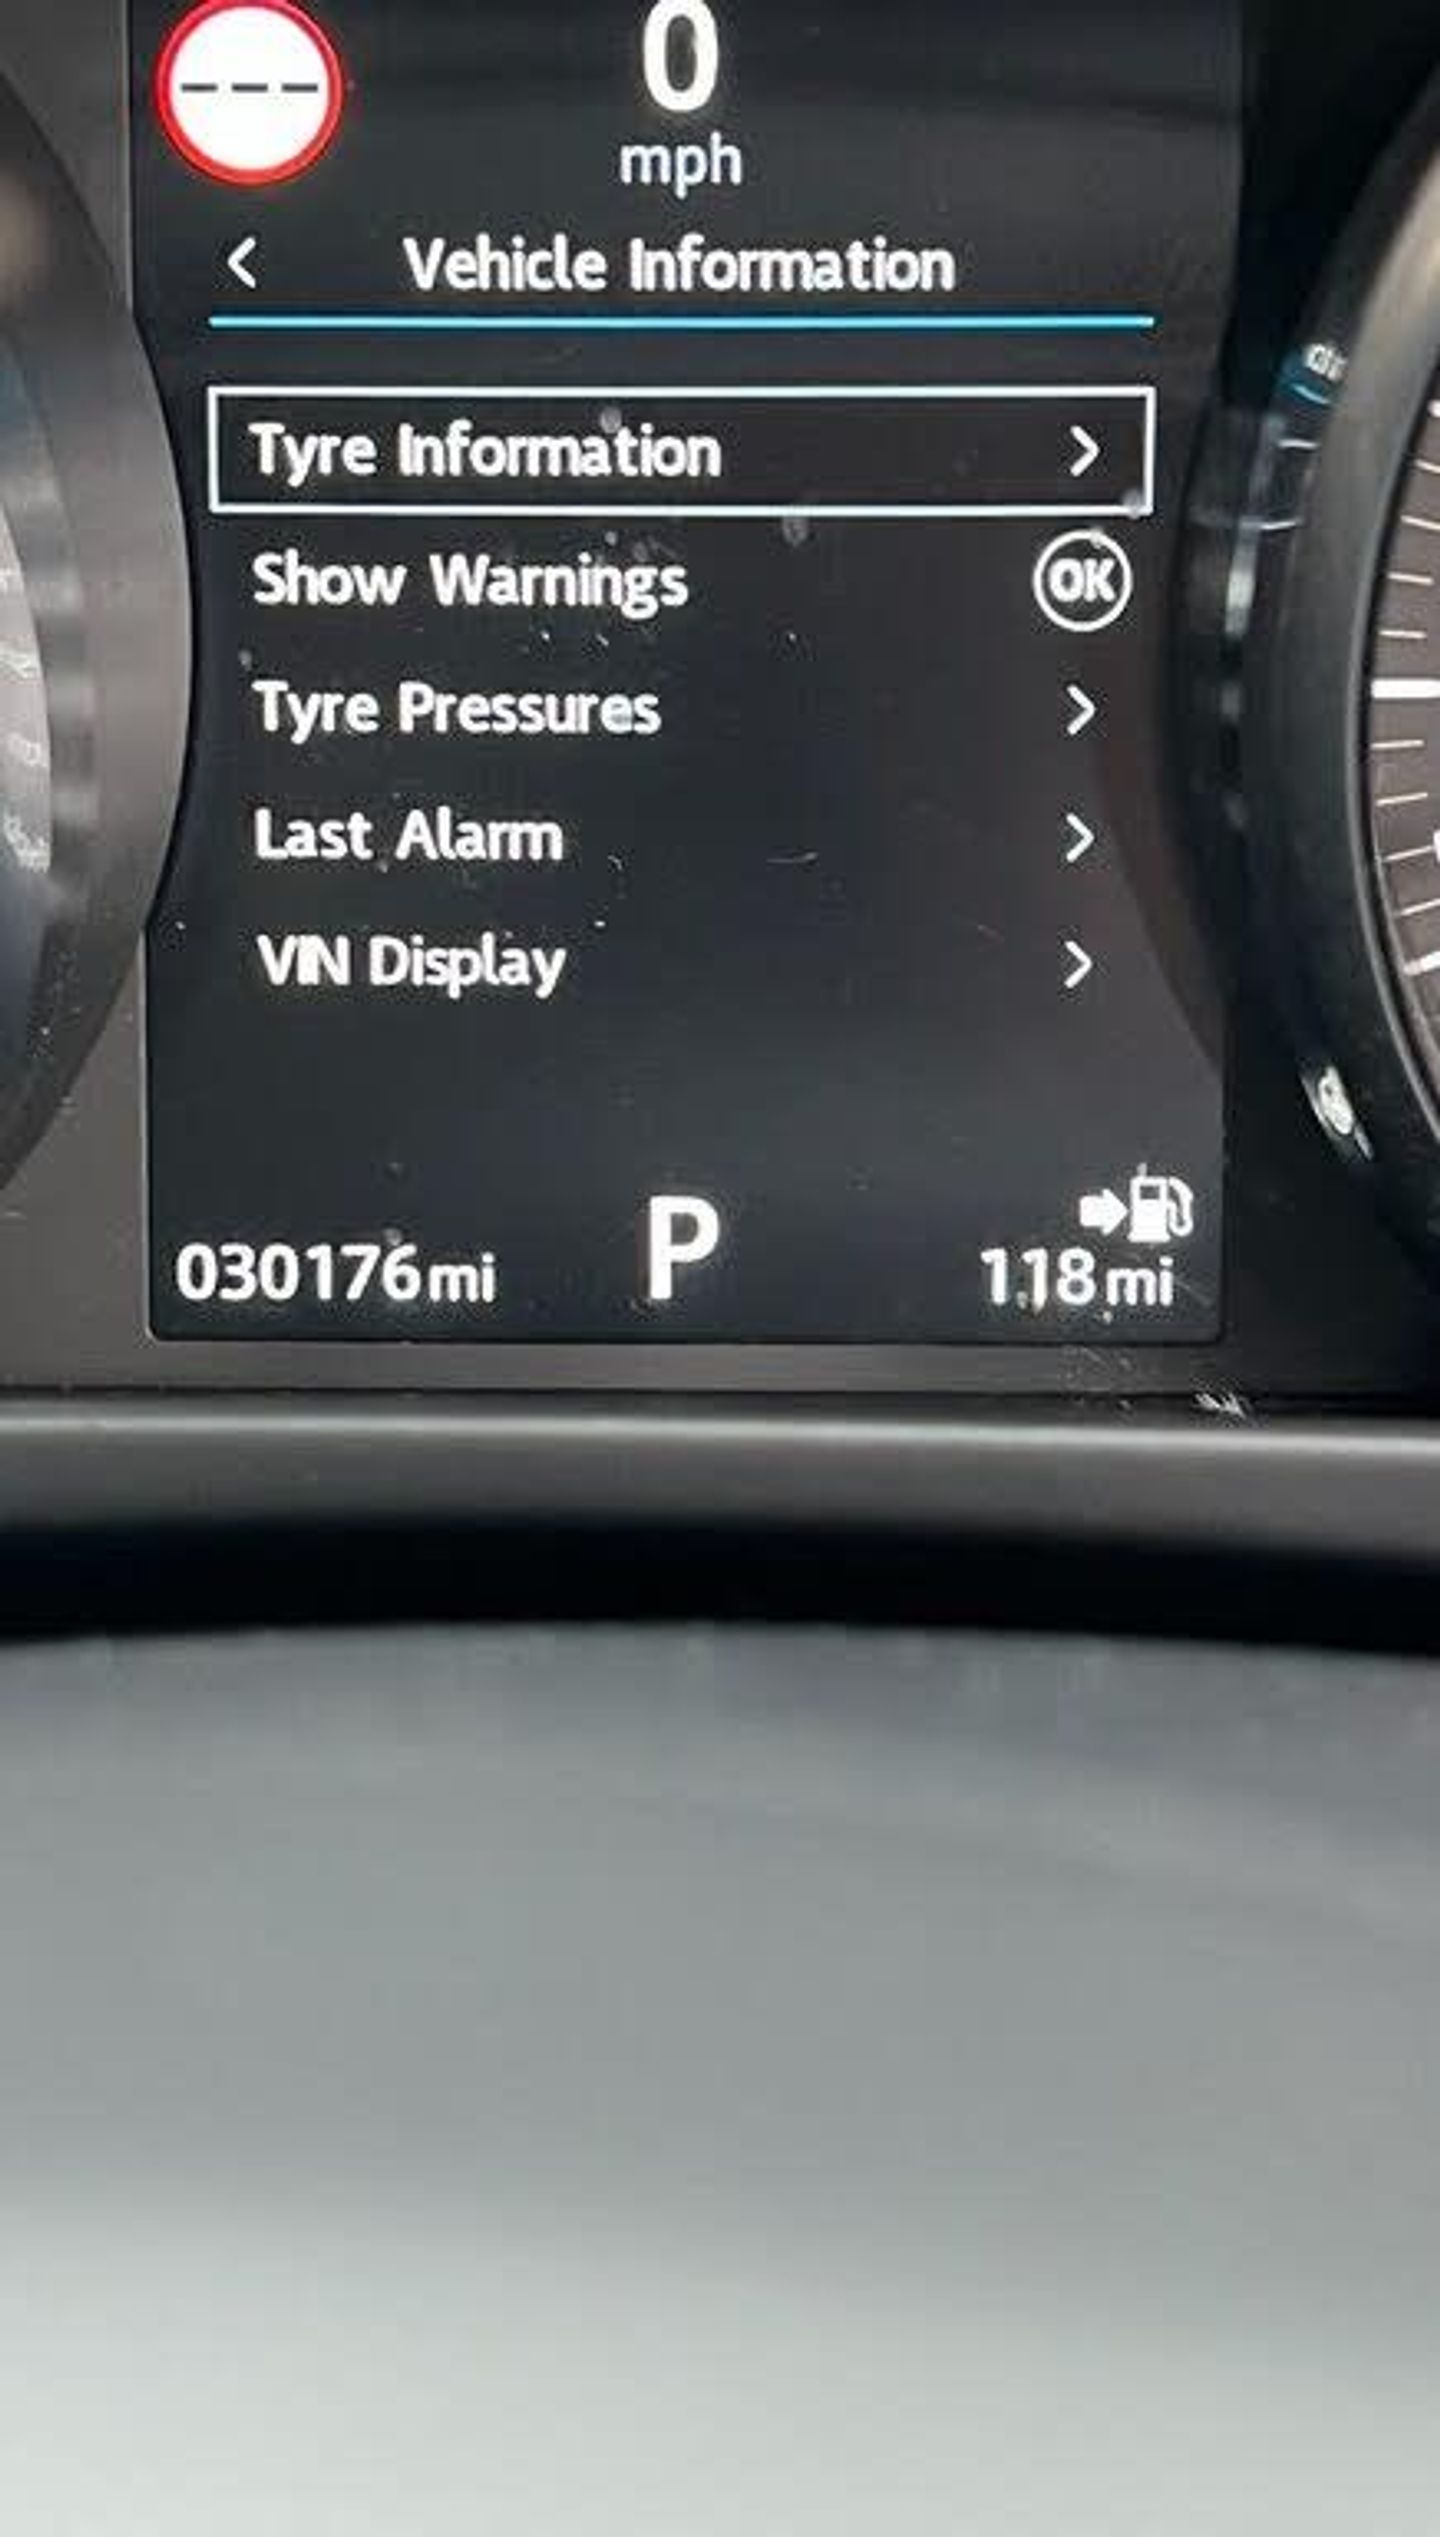 0
mph
Vehicle Information
Tyre Information
Show Warnings OK
Tyre Pressures
Last Alarm
VIN Display
030176mi P 118mi